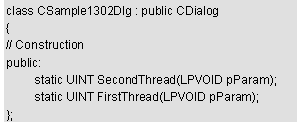 class CSample1302Dlg : public CDialog
{
// Construction
public:
static UINT SecondThread(LPVOID pParam);
static UINT FirstThread(LPVOID pParam);
};